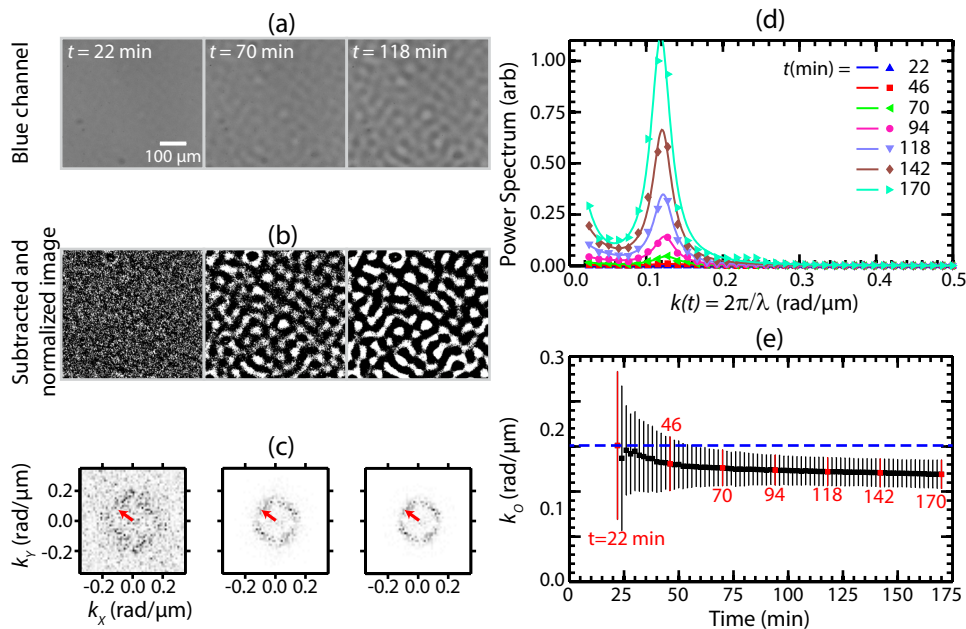 (a)
Blue channel
t = 22 min
t = 70 min
t = 118 min
100 μm
(b)
Subtracted and
normalized image
(c)
k_Y (rad/μm)
0.2
0.0
-0.2
-0.2 0.0 0.2
-0.2 0.0 0.2
-0.2 0.0 0.2
k_X (rad/μm)
(d)
Power Spectrum (arb)
1.00
0.75
0.50
0.25
0.00
0.0 0.1 0.2 0.3 0.4 0.5
k(t) = 2π/λ (rad/μm)
t(min) = 22
46
70
94
118
142
170
(e)
k_O (rad/μm)
0.3
0.2
0.1
0.0
46
70 94 118 142 170
t=22 min
0 25 50 75 100 125 150 175
Time (min)